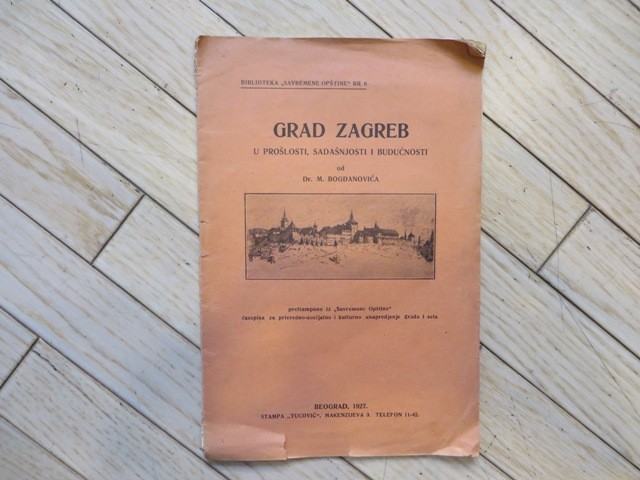 BIBLIOTEKA „SAVREMENE OPŠTINE" BR 6
GRAD ZAGREB
U PROŠLOSTI, SADAŠNJOSTI I BUDUĆNOSTI
od
Dr. M. BOGDANOVIĆA
preštampano iz „Savremene Opštine"
časopisa za privredno-socijalno i kulturno unapredjenje grada i sela
BEOGRAD, 1927.
ŠTAMPA „TUCOVIĆ", MAKENZIJEVA 3. TELEFON 11-42.